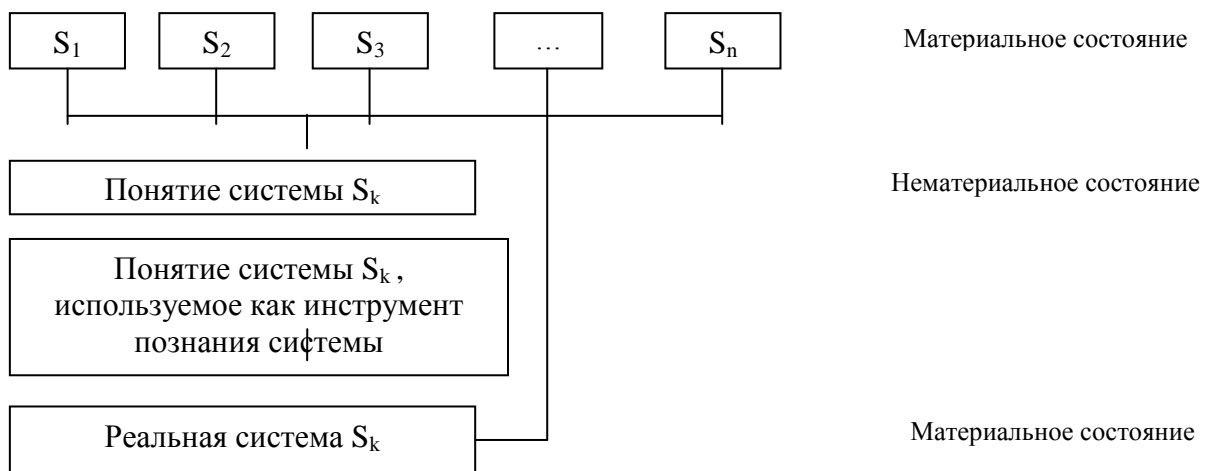 S₁ S₂ S₃ … Sₙ Материальное состояние
Понятие системы Sₖ Нематериальное состояние
Понятие системы Sₖ ,
используемое как инструмент
познания системы
Реальная система Sₖ Материальное состояние